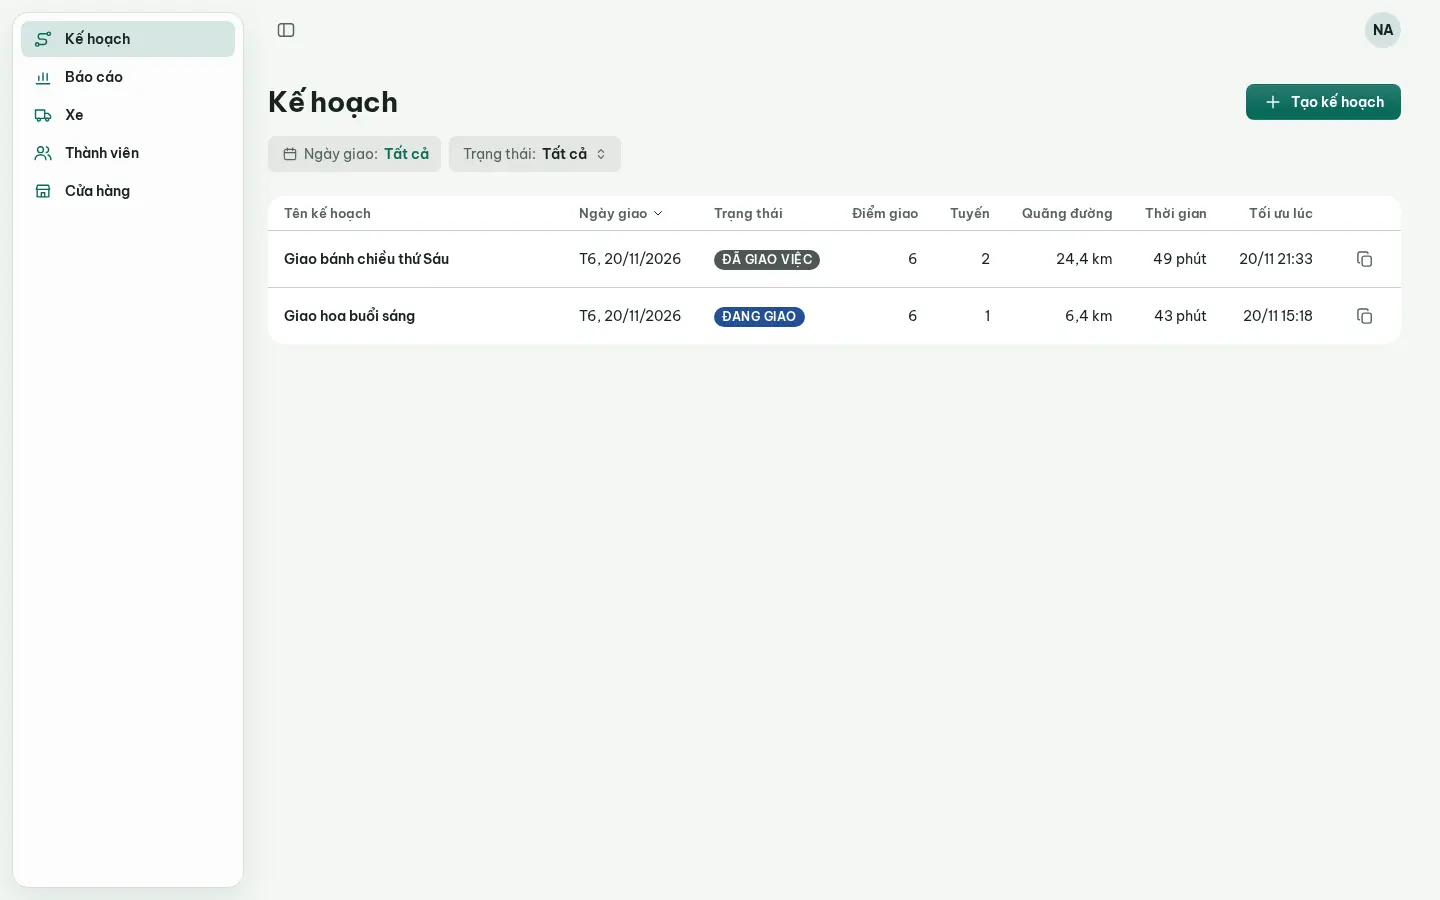 Kế hoạch
Báo cáo
Xe
Thành viên
Cửa hàng
NA
Kế hoạch
Tạo kế hoạch
Ngày giao: Tất cả
Trạng thái: Tất cả
Tên kế hoạch Ngày giao Trạng thái Điểm giao Tuyến Quãng đường Thời gian Tối ưu lúc
Giao bánh chiều thứ Sáu T6, 20/11/2026 ĐÃ GIAO VIỆC 6 2 24,4 km 49 phút 20/11 21:33
Giao hoa buổi sáng T6, 20/11/2026 ĐANG GIAO 6 1 6,4 km 43 phút 20/11 15:18